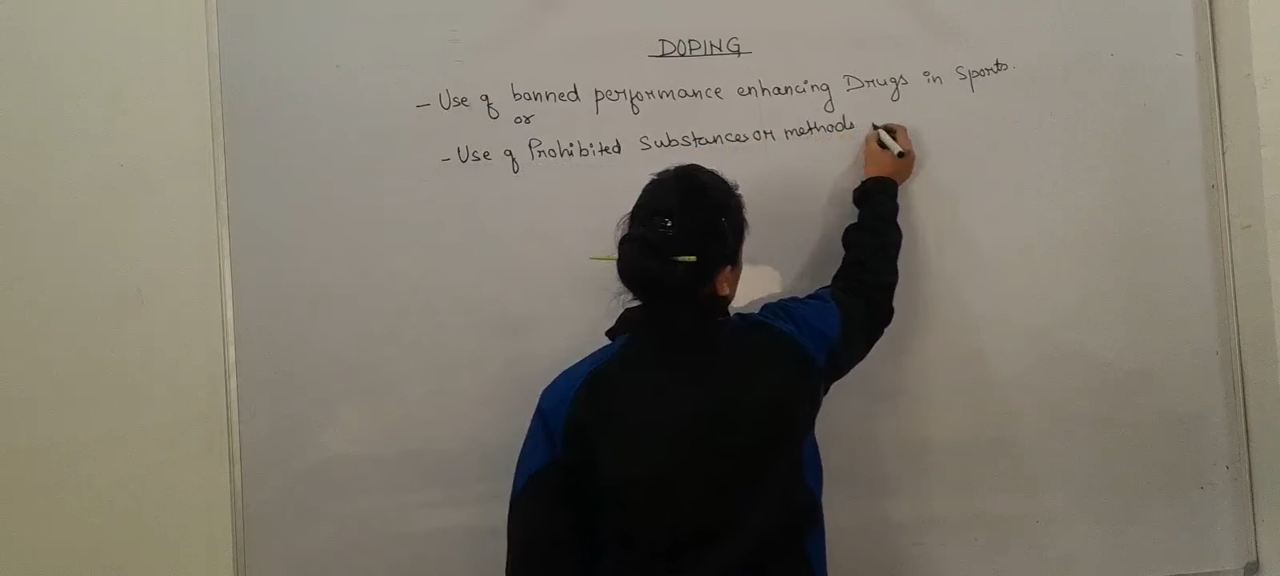 DOPING
- Use of banned performance enhancing Drugs in Sports.
or
- Use of Prohibited Substances or methods